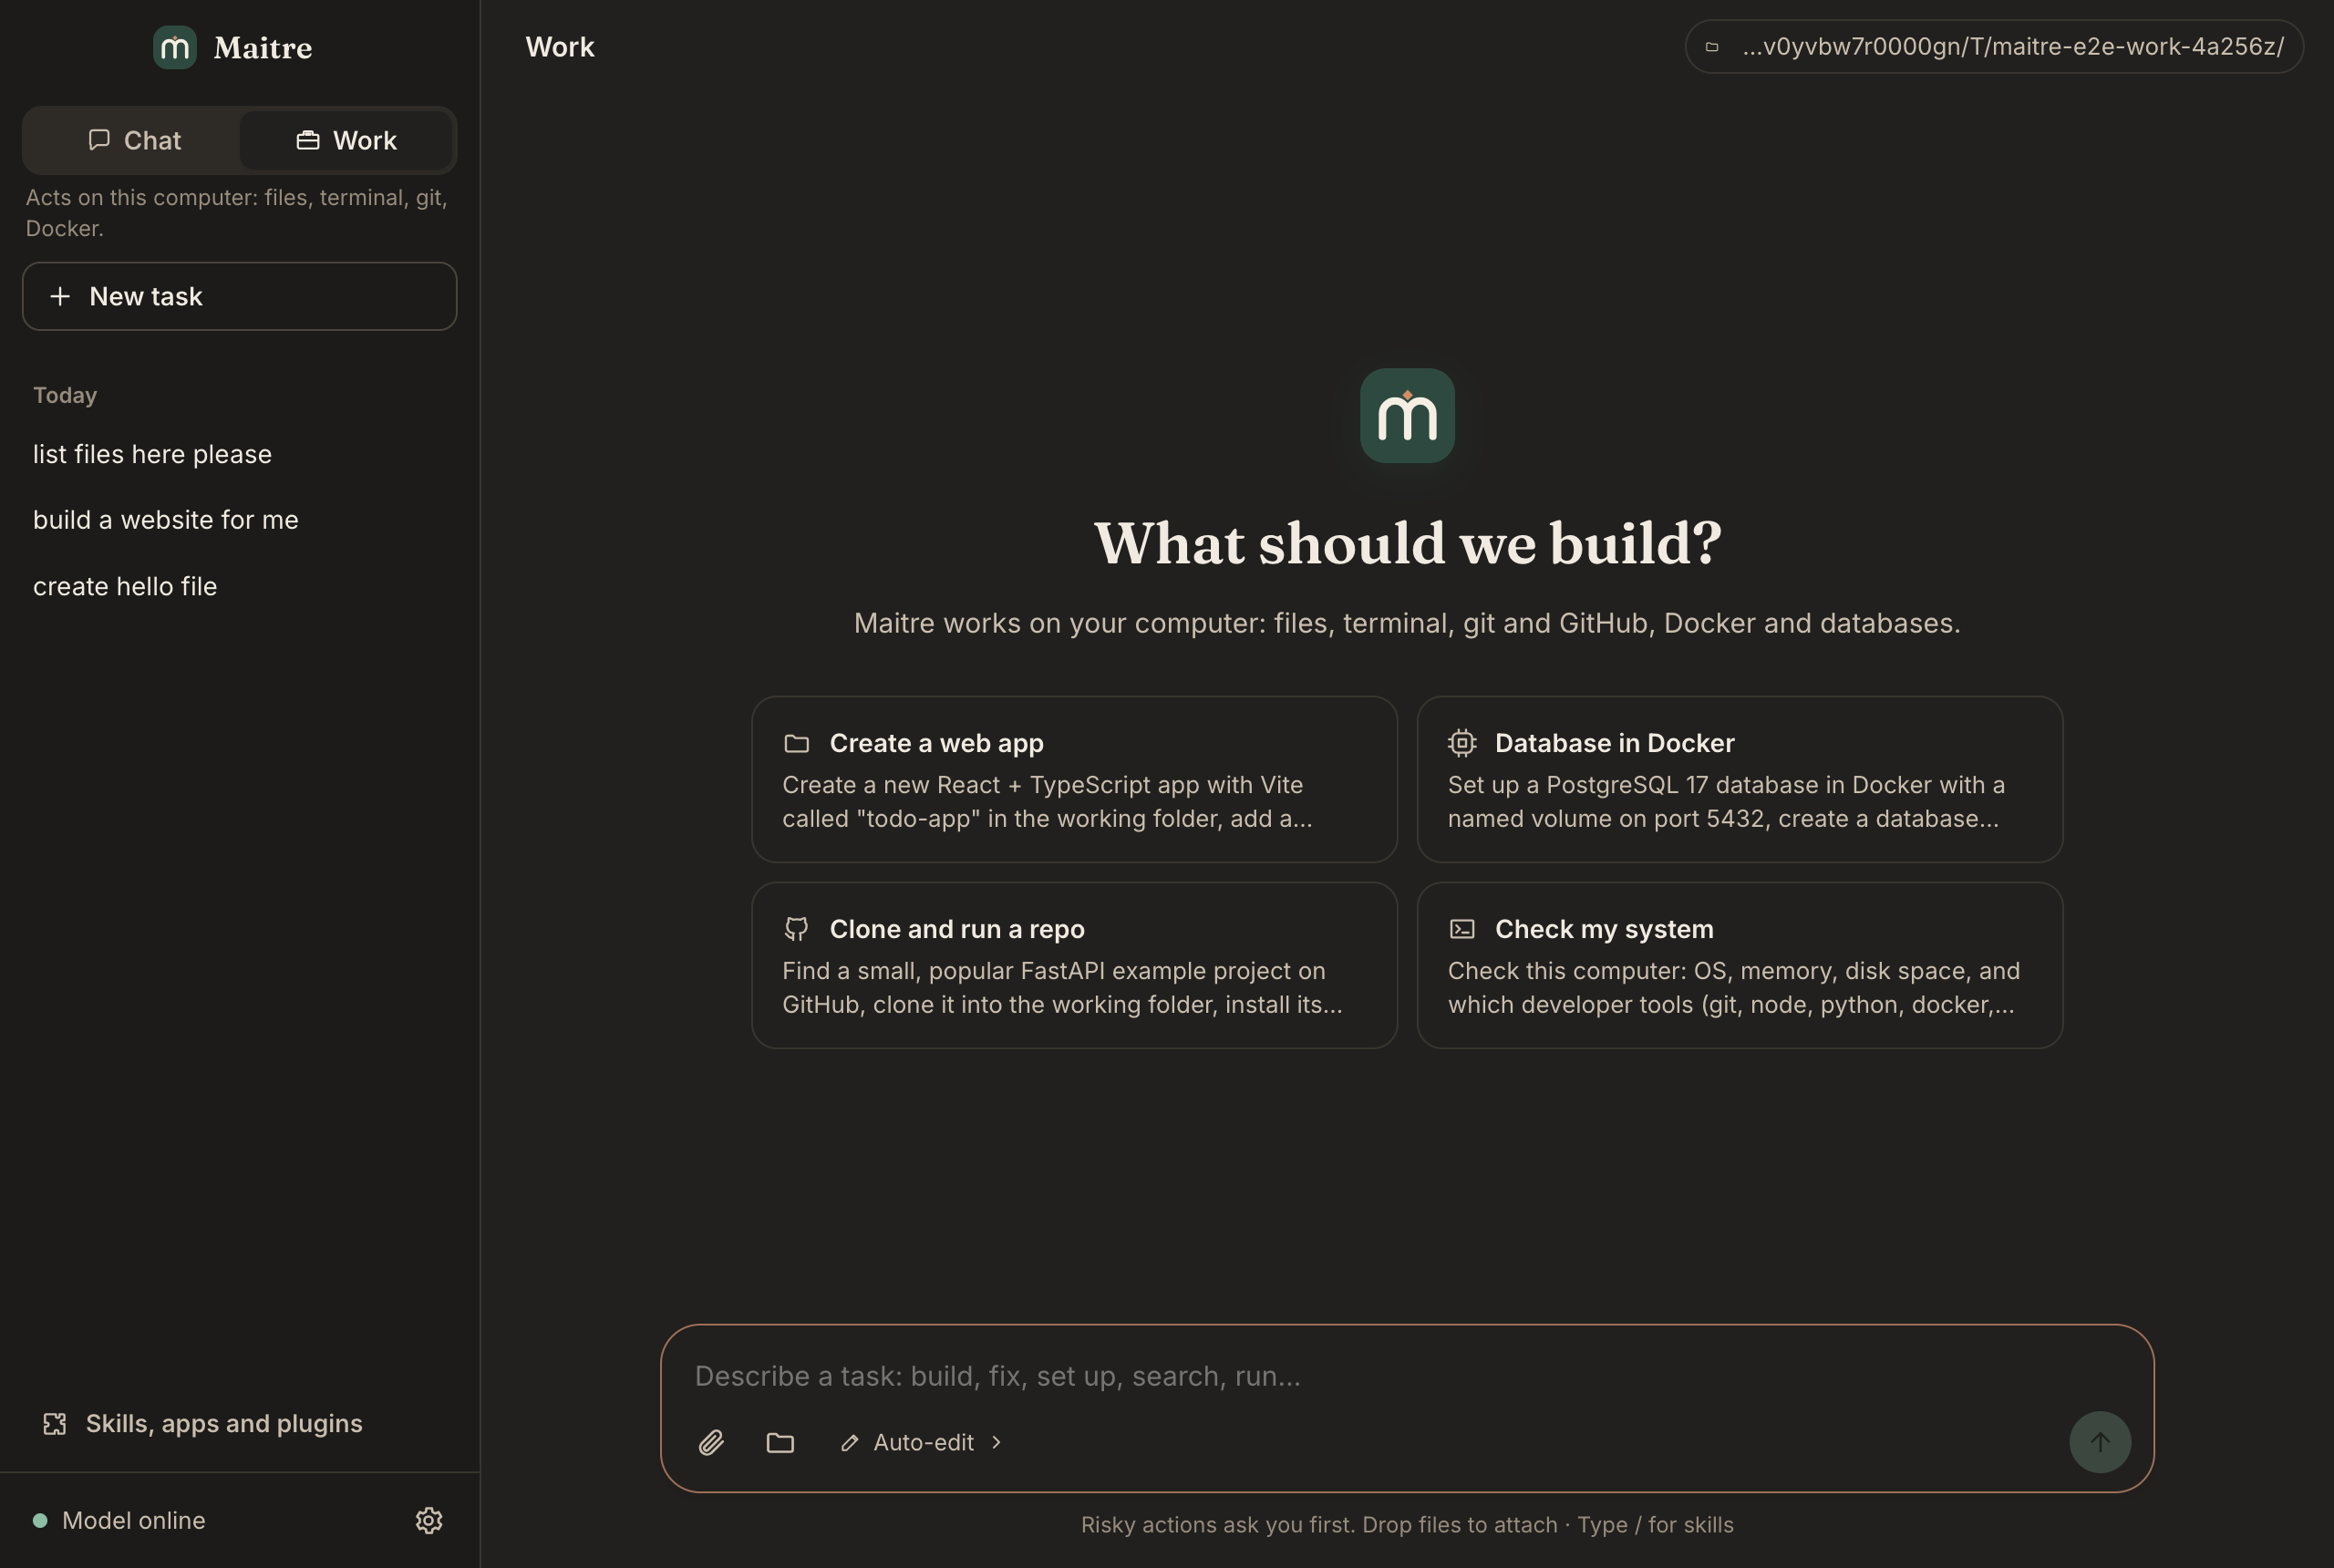 Maitre
Chat
Work
Acts on this computer: files, terminal, git,
Docker.
New task
Today
list files here please
build a website for me
create hello file
Skills, apps and plugins
Model online
Work
...v0yvbw7r0000gn/T/maitre-e2e-work-4a256z/
What should we build?
Maitre works on your computer: files, terminal, git and GitHub, Docker and databases.
Create a web app
Create a new React + TypeScript app with Vite
called "todo-app" in the working folder, add a...
Database in Docker
Set up a PostgreSQL 17 database in Docker with a
named volume on port 5432, create a database...
Clone and run a repo
Find a small, popular FastAPI example project on
GitHub, clone it into the working folder, install its...
Check my system
Check this computer: OS, memory, disk space, and
which developer tools (git, node, python, docker,...
Describe a task: build, fix, set up, search, run...
Auto-edit
Risky actions ask you first. Drop files to attach · Type / for skills